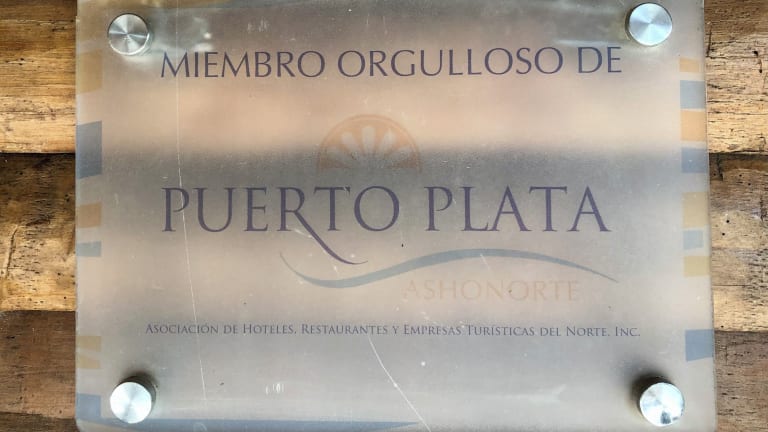 MIEMBRO ORGULLOSO DE
PUERTO PLATA
ASHONORTE
ASOCIACIÓN DE HOTELES, RESTAURANTES Y EMPRESAS TURÍSTICAS DEL NORTE, INC.